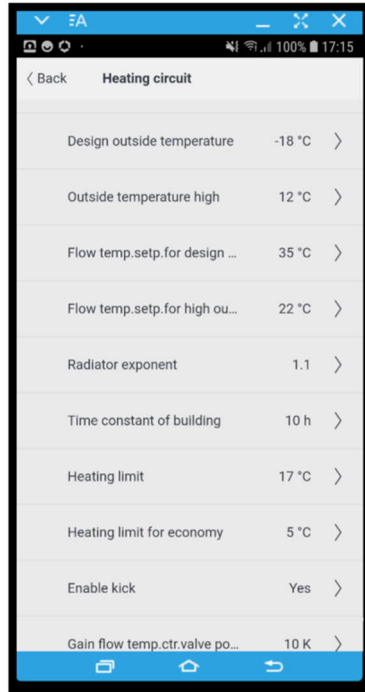 100% 17:15
Back Heating circuit
Design outside temperature -18 °C
Outside temperature high 12 °C
Flow temp.setp.for design ... 35 °C
Flow temp.setp.for high ou... 22 °C
Radiator exponent 1.1
Time constant of building 10 h
Heating limit 17 °C
Heating limit for economy 5 °C
Enable kick Yes
Gain flow temp.ctr.valve po... 10 K